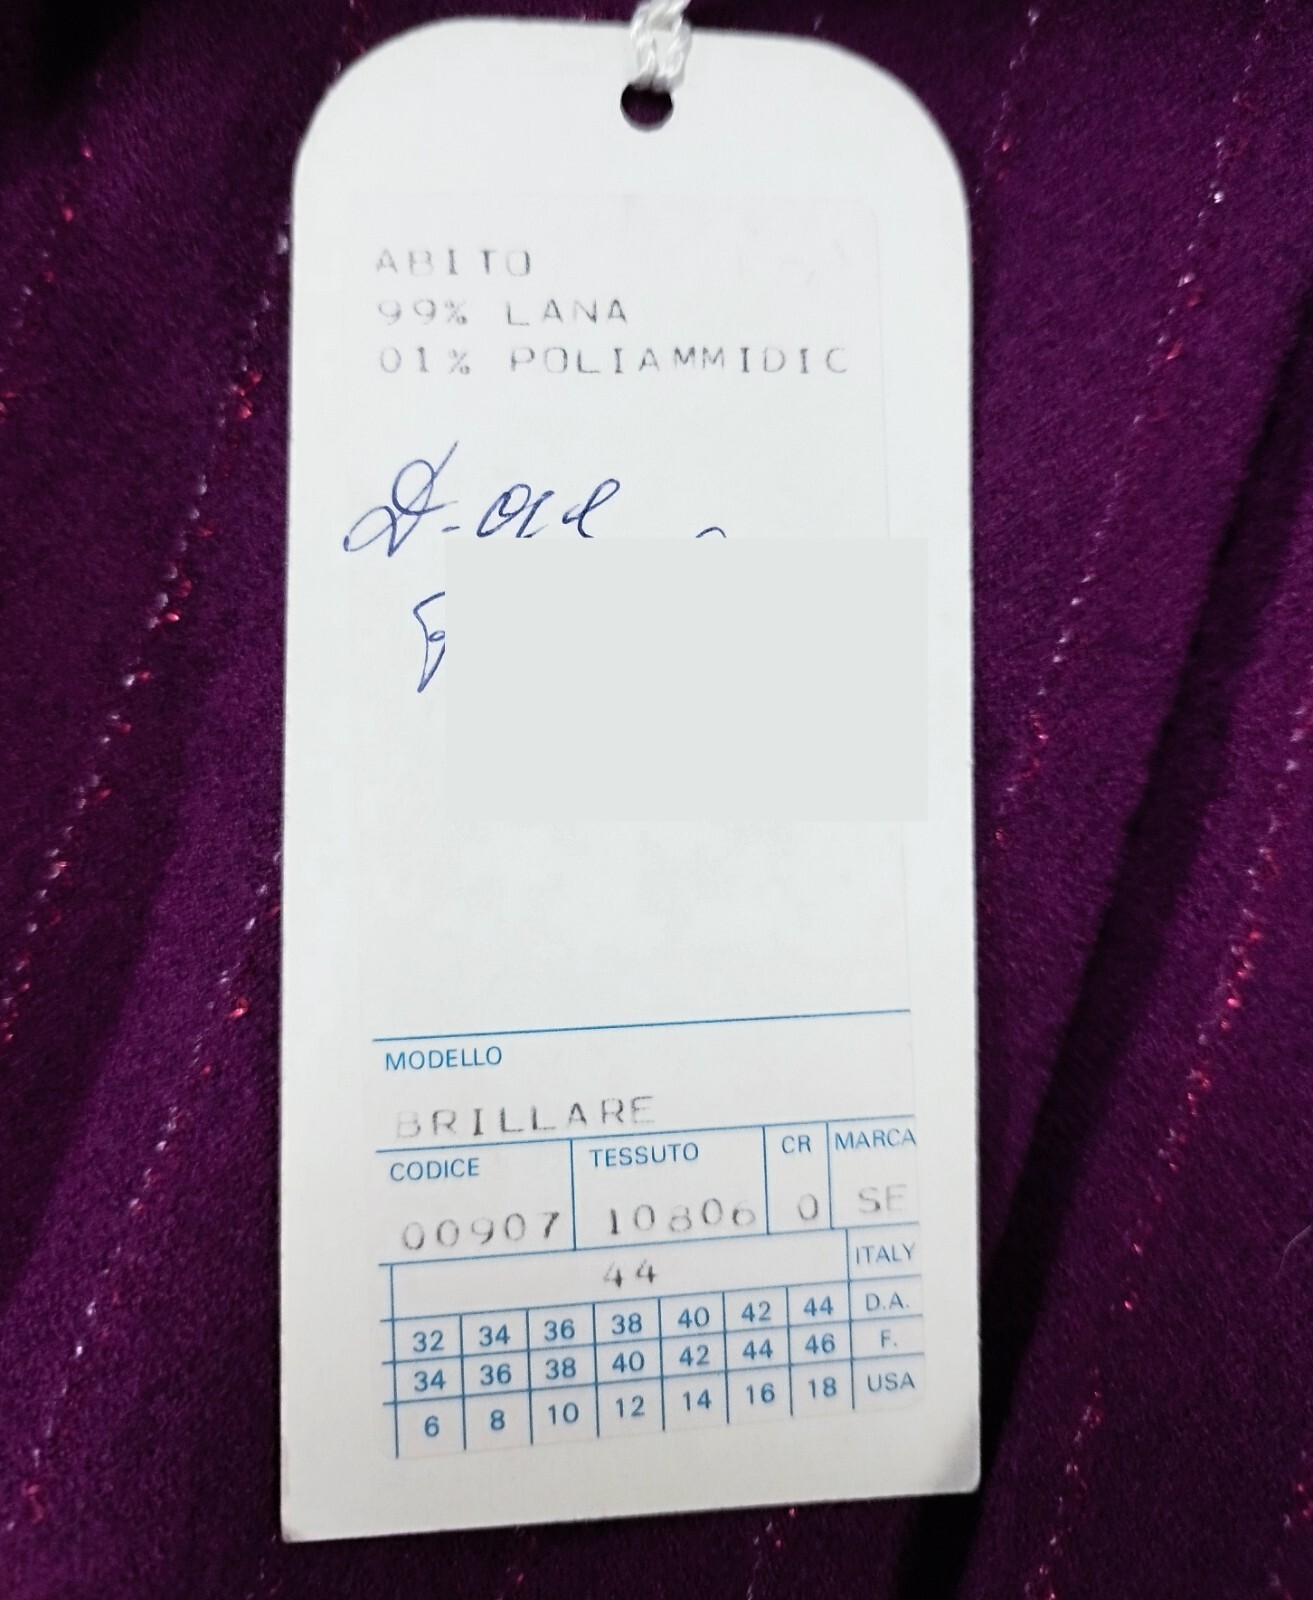 ABITO
99% LANA
01% POLIAMMIDIC
MODELLO
BRILLARE
CODICE TESSUTO CR MARCA
00907 10806 0 SE
44 ITALY
32 34 36 38 40 42 44 D.A.
34 36 38 40 42 44 46 F.
6 8 10 12 14 16 18 USA